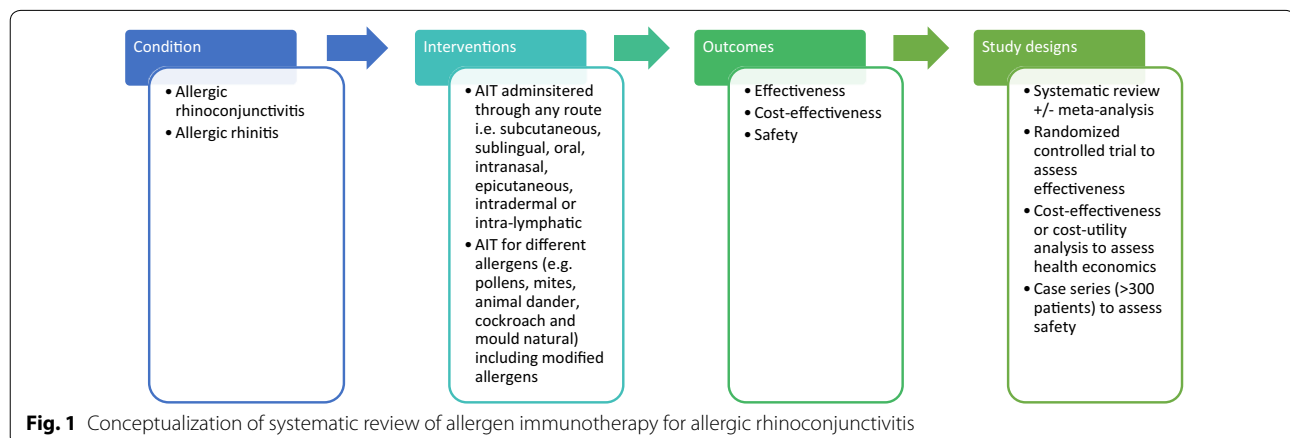 Condition
• Allergic
rhinoconjunctivitis
• Allergic rhinitis
Interventions
• AIT adminsitered
through any route
i.e. subcutaneous,
sublingual, oral,
intranasal,
epicutaneous,
intradermal or
intra-lymphatic
• AIT for different
allergens (e.g.
pollens, mites,
animal dander,
cockroach and
mould natural)
including modified
allergens
Outcomes
• Effectiveness
• Cost-effectiveness
• Safety
Study designs
• Systematic review
+/- meta-analysis
• Randomized
controlled trial to
assess
effectiveness
• Cost-effectiveness
or cost-utility
analysis to assess
health economics
• Case series (>300
patients) to assess
safety
Fig. 1 Conceptualization of systematic review of allergen immunotherapy for allergic rhinoconjunctivitis